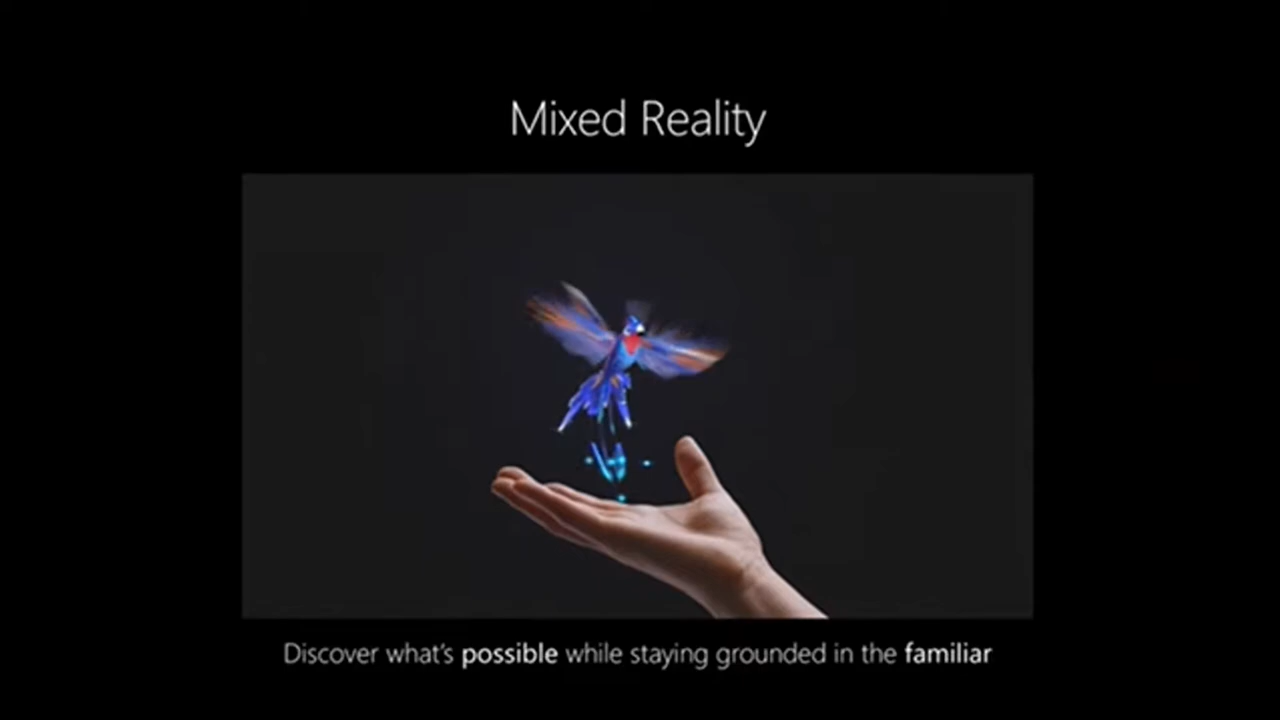 Mixed Reality
Discover what's possible while staying grounded in the familiar